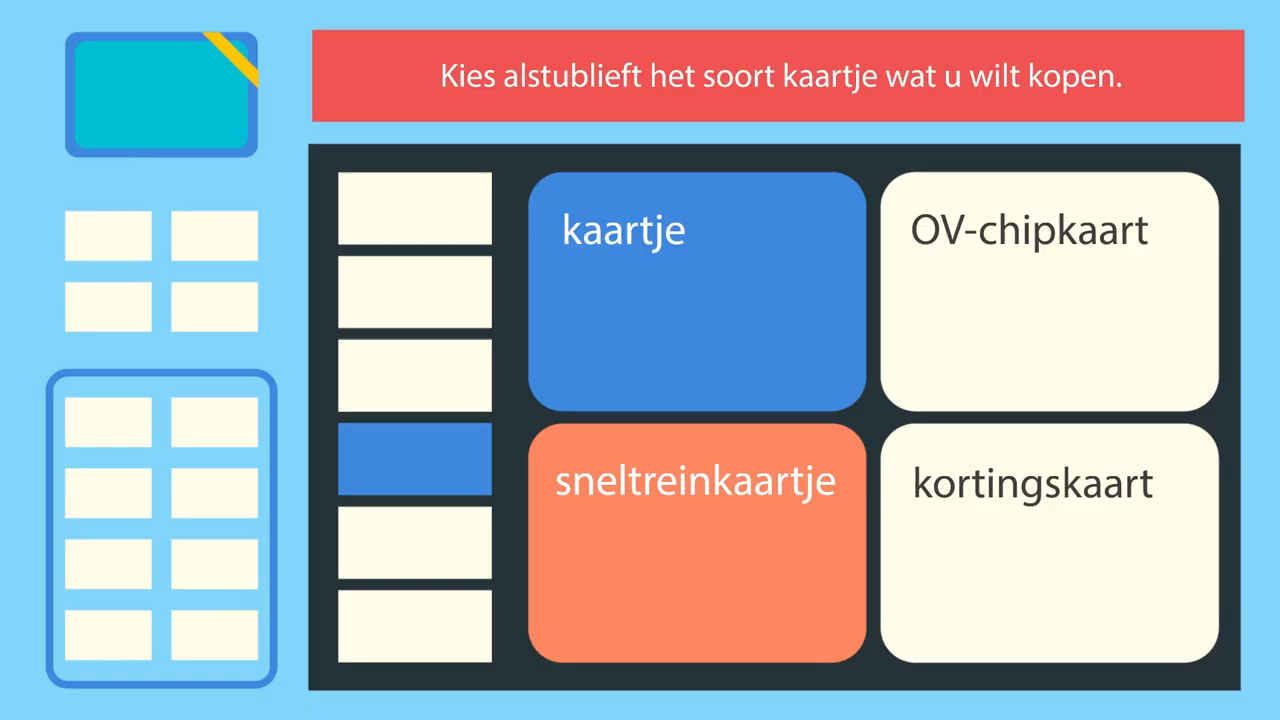 Kies alstublieft het soort kaartje wat u wilt kopen.
kaartje
OV-chipkaart
sneltreinkaartje
kortingskaart